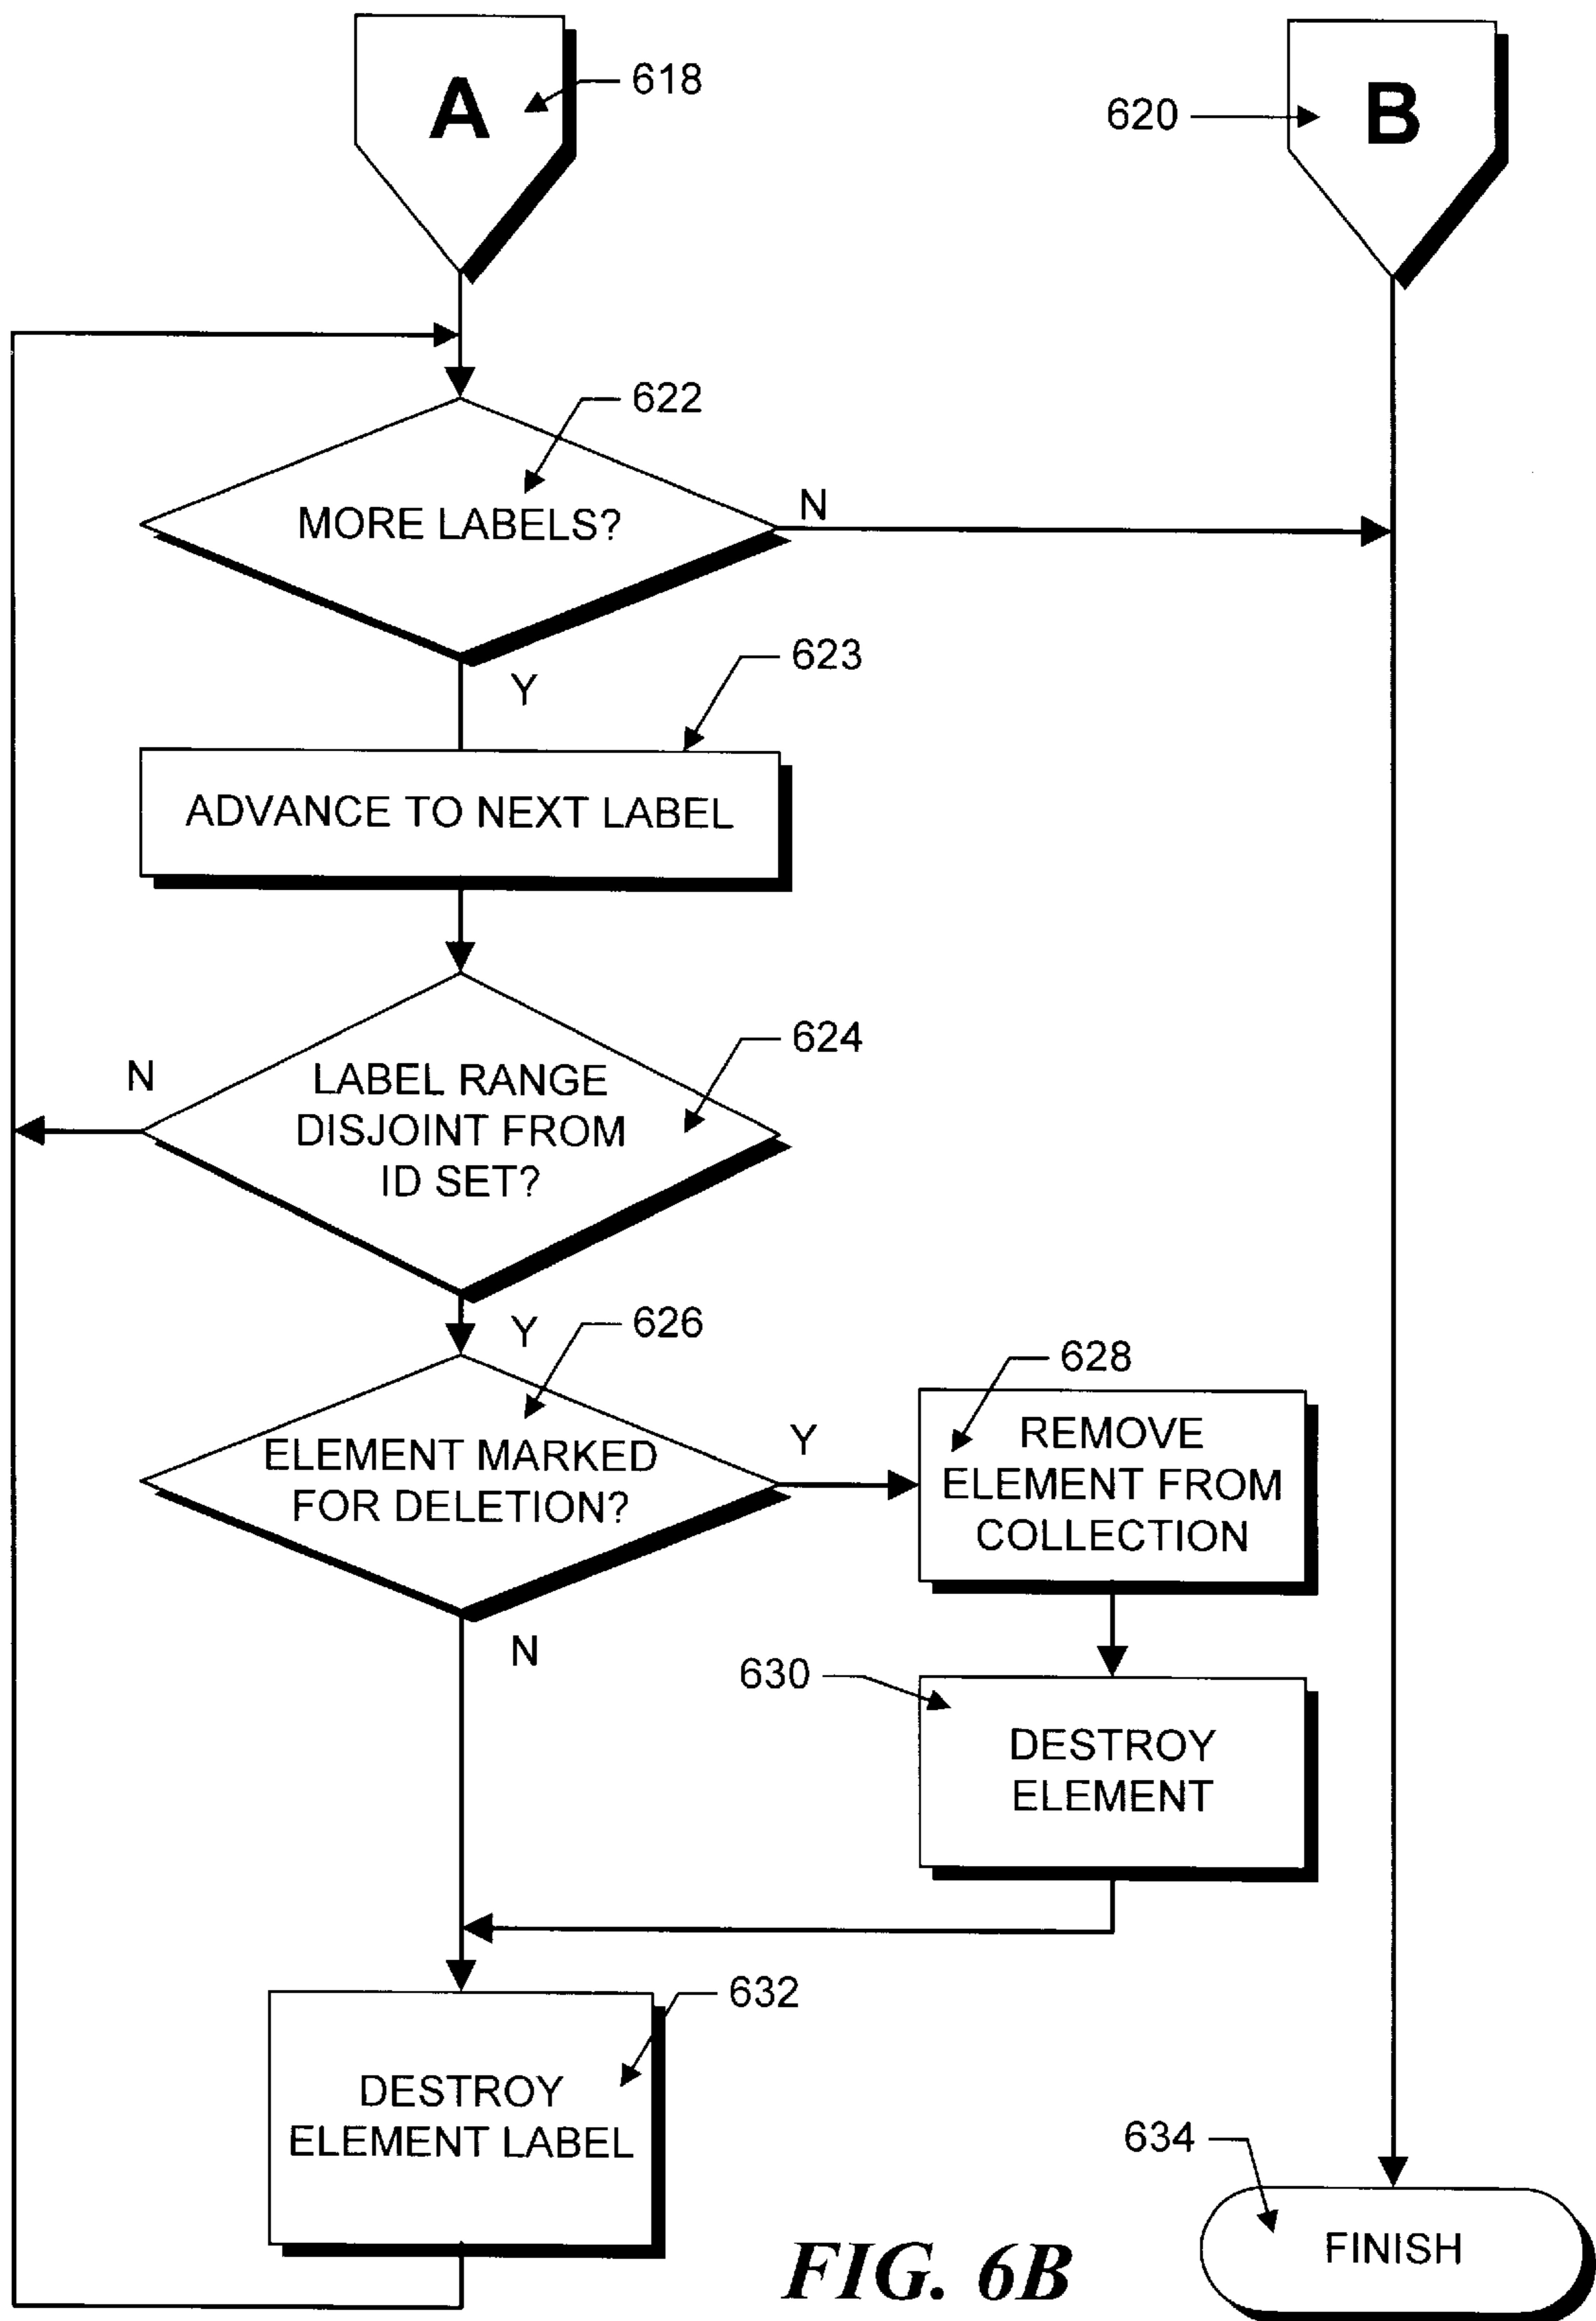 A
618
620
B
622
MORE LABELS?
N
Y
623
ADVANCE TO NEXT LABEL
624
N
LABEL RANGE
DISJOINT FROM
ID SET?
Y
626
ELEMENT MARKED
FOR DELETION?
Y
628
REMOVE
ELEMENT FROM
COLLECTION
N
630
DESTROY
ELEMENT
632
DESTROY
ELEMENT LABEL
634
FINISH
FIG. 6B